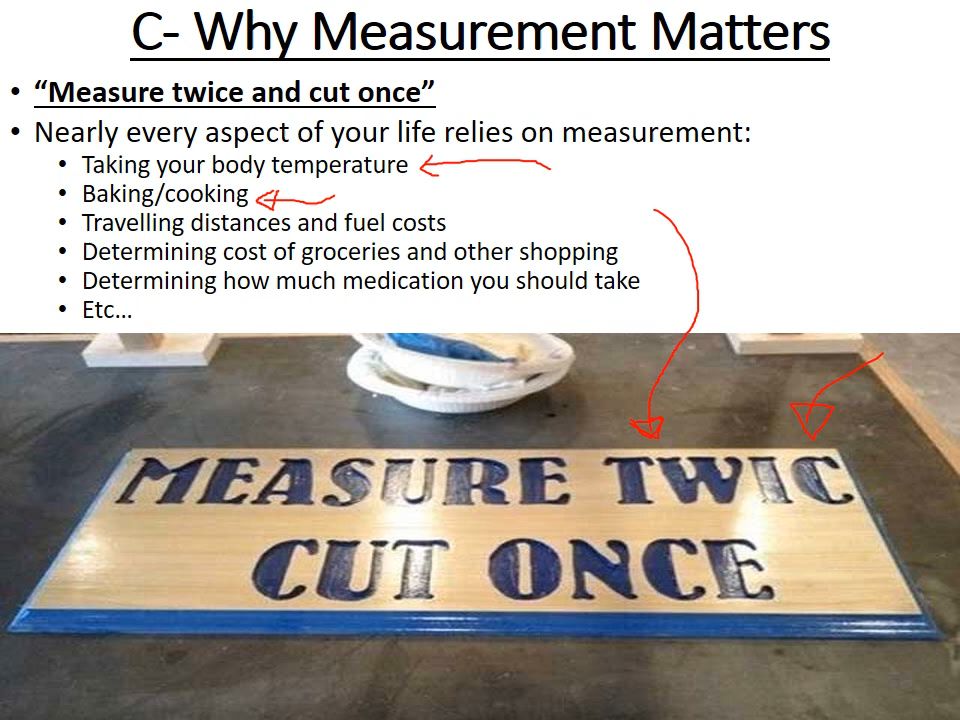 C- Why Measurement Matters
• “Measure twice and cut once”
• Nearly every aspect of your life relies on measurement:
• Taking your body temperature
• Baking/cooking
• Travelling distances and fuel costs
• Determining cost of groceries and other shopping
• Determining how much medication you should take
• Etc...
MEASURE TWIC
CUT ONCE